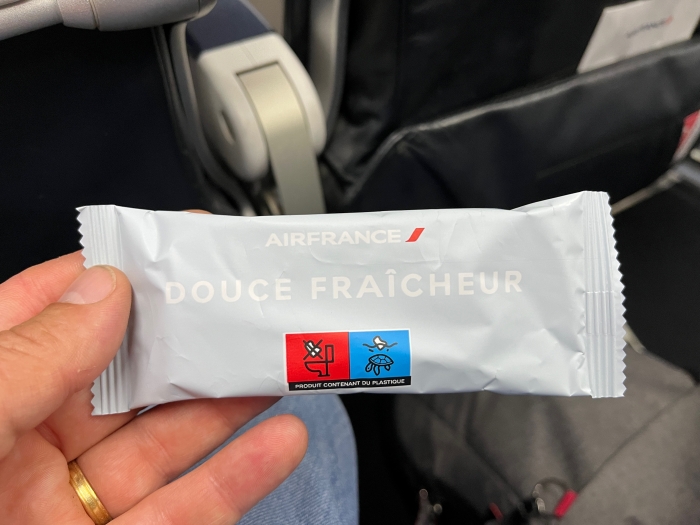 AIRFRANCE
DOUCE FRAÎCHEUR
PRODUIT CONTENANT DU PLASTIQUE